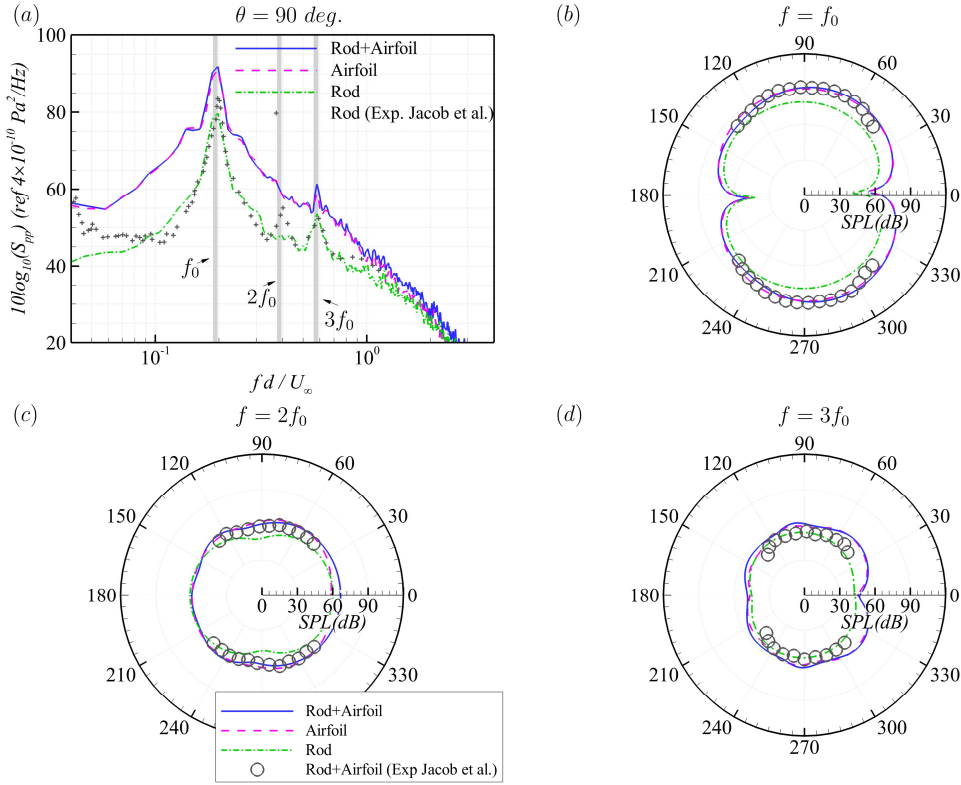 (a)
θ = 90 deg.
10log10(Spp) (ref 4×10-10 Pa2/Hz)
100
80
60
40
20
Rod+Airfoil
Airfoil
Rod
Rod (Exp. Jacob et al.)
f0
2f0
3f0
10-1
100
f d / U∞
(b)
f = f0
90
60
30
0
330
300
270
240
210
180
150
120
0 30 60 90
SPL(dB)
(c)
f = 2f0
90
60
30
0
330
240
210
180
150
120
0 30 60 90
SPL(dB)
(d)
f = 3f0
90
60
30
0
330
300
270
240
210
180
150
120
0 30 60 90
SPL(dB)
Rod+Airfoil
Airfoil
Rod
Rod+Airfoil (Exp Jacob et al.)